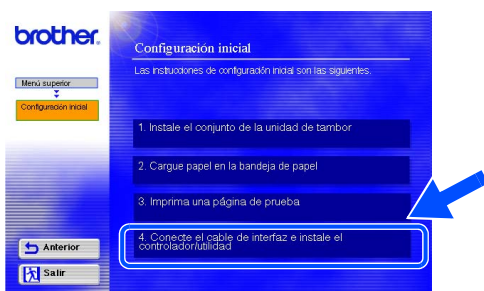 brother.
Configuración inicial
Las instrucciones de configuración inicial son las siguientes.
Menú superior
Configuración inicial
1. Instale el conjunto de la unidad de tambor
2. Cargue papel en la bandeja de papel
3. Imprima una página de prueba
4. Conecte el cable de interfaz e instale el
controlador/utilidad
Anterior
Salir